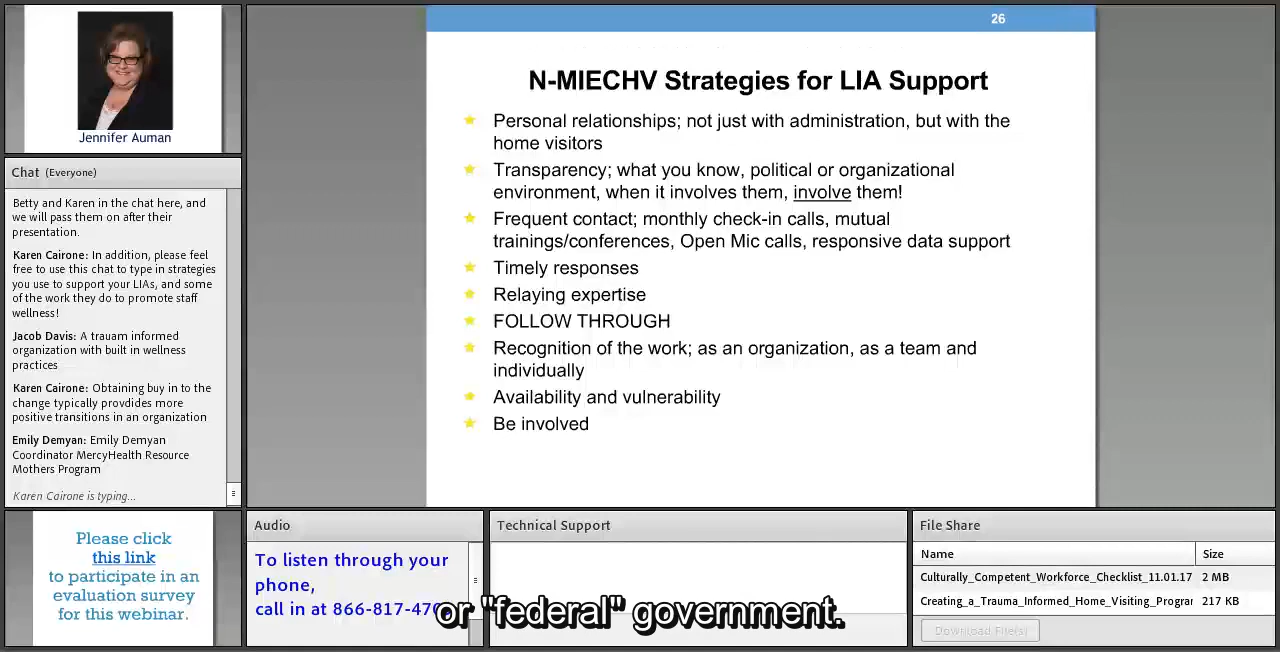 Jennifer Auman
Chat (Everyone)
Betty and Karen in the chat here, and
we will pass them on after their
presentation.
Karen Cairone: In addition, please feel
free to use this chat to type in strategies
you use to support your LIAs, and some
of the work they do to promote staff
wellness!
Jacob Davis: A trauam informed
organization with built in wellness
practices
Karen Cairone: Obtaining buy in to the
change typically provdides more
positive transitions in an organization
Emily Demyan: Emily Demyan
Coordinator MercyHealth Resource
Mothers Program
Karen Cairone is typing...
26
N-MIECHV Strategies for LIA Support
Personal relationships; not just with administration, but with the
home visitors
Transparency; what you know, political or organizational
environment, when it involves them, involve them!
Frequent contact; monthly check-in calls, mutual
trainings/conferences, Open Mic calls, responsive data support
Timely responses
Relaying expertise
FOLLOW THROUGH
Recognition of the work; as an organization, as a team and
individually
Availability and vulnerability
Be involved
Please click
this link
to participate in an
evaluation survey
for this webinar.
Audio
To listen through your
phone,
call in at 866-817-470
Technical Support
File Share
Name Size
Culturally_Competent_Workforce_Checklist_11.01.17 2 MB
Creating_a_Trauma_Informed_Home_Visiting_Prograr 217 KB
Download File(s)
or "federal" government.